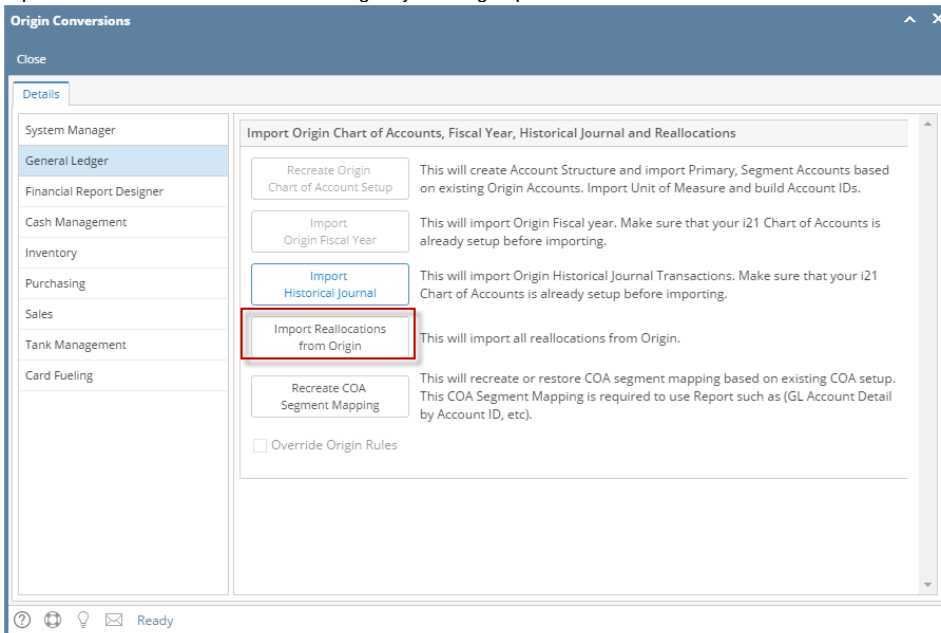 Origin Conversions
Close
Details
System Manager
General Ledger
Financial Report Designer
Cash Management
Inventory
Purchasing
Sales
Tank Management
Card Fueling
Import Origin Chart of Accounts, Fiscal Year, Historical Journal and Reallocations
Recreate Origin
Chart of Account Setup
This will create Account Structure and import Primary, Segment Accounts based
on existing Origin Accounts. Import Unit of Measure and build Account IDs.
Import
Origin Fiscal Year
This will import Origin Fiscal year. Make sure that your i21 Chart of Accounts is
already setup before importing.
Import
Historical Journal
This will import Origin Historical Journal Transactions. Make sure that your i21
Chart of Accounts is already setup before importing.
Import Reallocations
from Origin
This will import all reallocations from Origin.
Recreate COA
Segment Mapping
This will recreate or restore COA segment mapping based on existing COA setup.
This COA Segment Mapping is required to use Report such as (GL Account Detail
by Account ID, etc).
Override Origin Rules
Ready